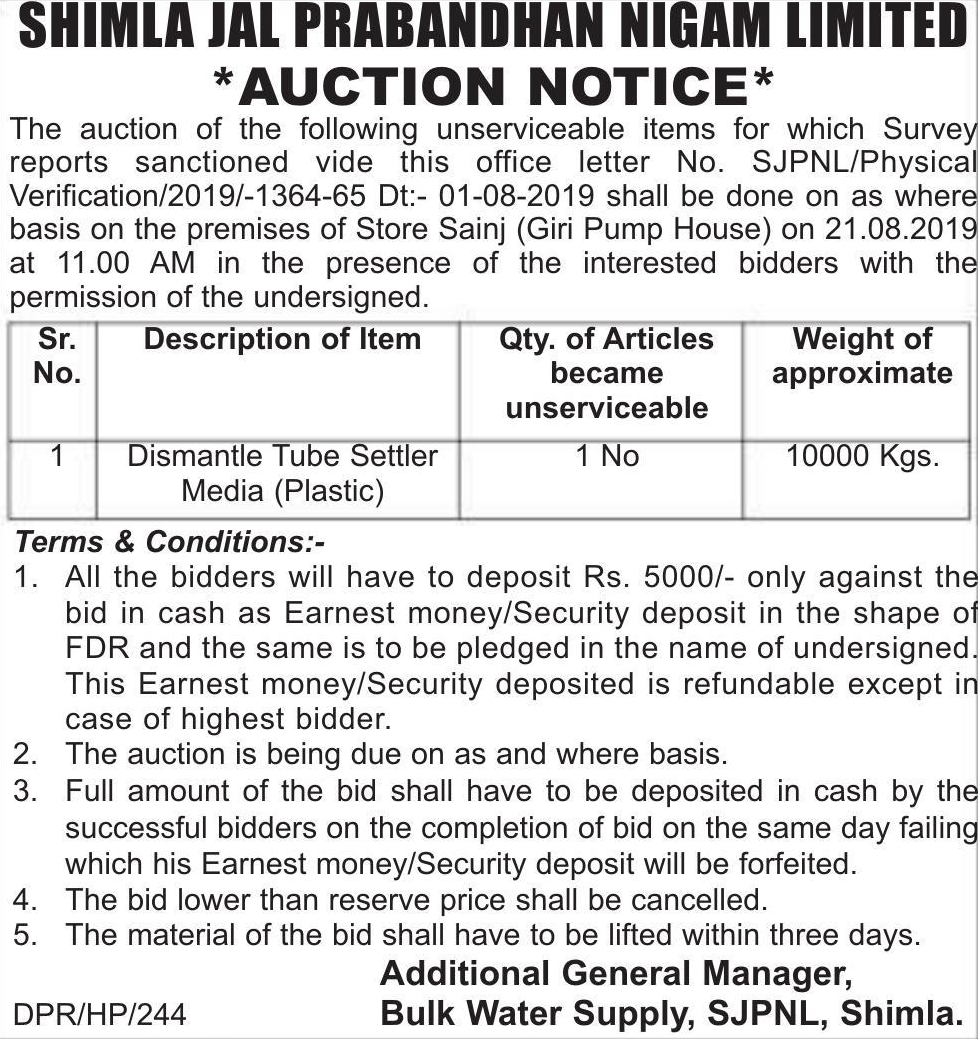 SHIMLA JAL PRABANDHAN NIGAM LIMITED
*AUCTION NOTICE*
The auction of the following unserviceable items for which Survey
reports sanctioned vide this office letter No. SJPNL/Physical
Verification/2019/-1364-65 Dt:- 01-08-2019 shall be done on as where
basis on the premises of Store Sainj (Giri Pump House) on 21.08.2019
at 11.00 AM in the presence of the interested bidders with the
permission of the undersigned.
Sr. No. Description of Item Qty. of Articles became unserviceable Weight of approximate
1 Dismantle Tube Settler Media (Plastic) 1 No 10000 Kgs.
Terms & Conditions:-
1. All the bidders will have to deposit Rs. 5000/- only against the
bid in cash as Earnest money/Security deposit in the shape of
FDR and the same is to be pledged in the name of undersigned.
This Earnest money/Security deposited is refundable except in
case of highest bidder.
2. The auction is being due on as and where basis.
3. Full amount of the bid shall have to be deposited in cash by the
successful bidders on the completion of bid on the same day failing
which his Earnest money/Security deposit will be forfeited.
4. The bid lower than reserve price shall be cancelled.
5. The material of the bid shall have to be lifted within three days.
Additional General Manager,
DPR/HP/244 Bulk Water Supply, SJPNL, Shimla.